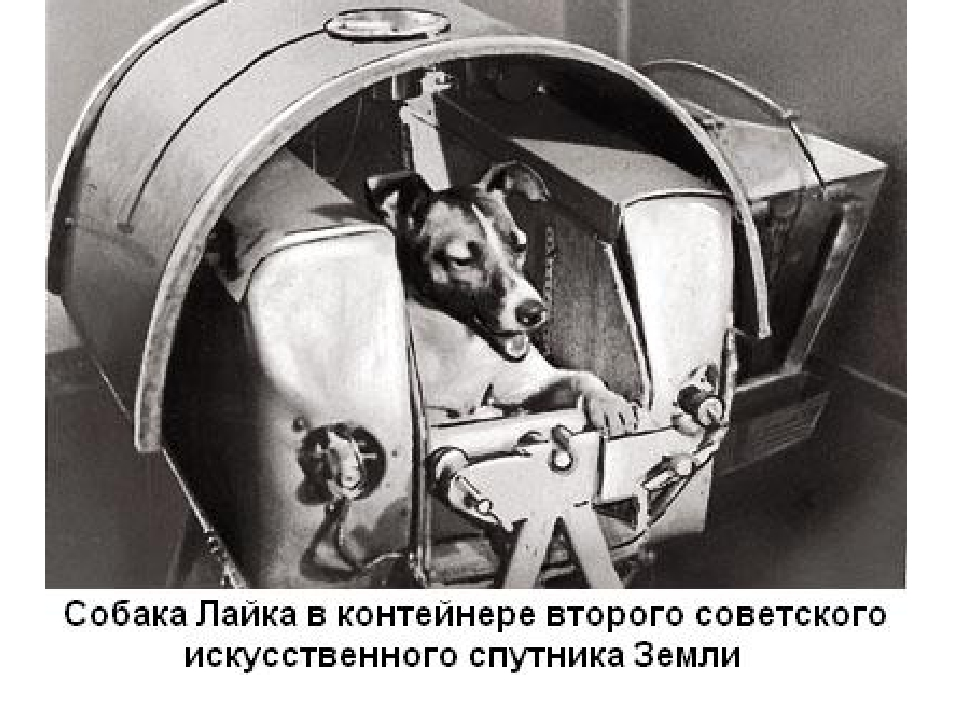 Собака Лайка в контейнере второго советского
искусственного спутника Земли